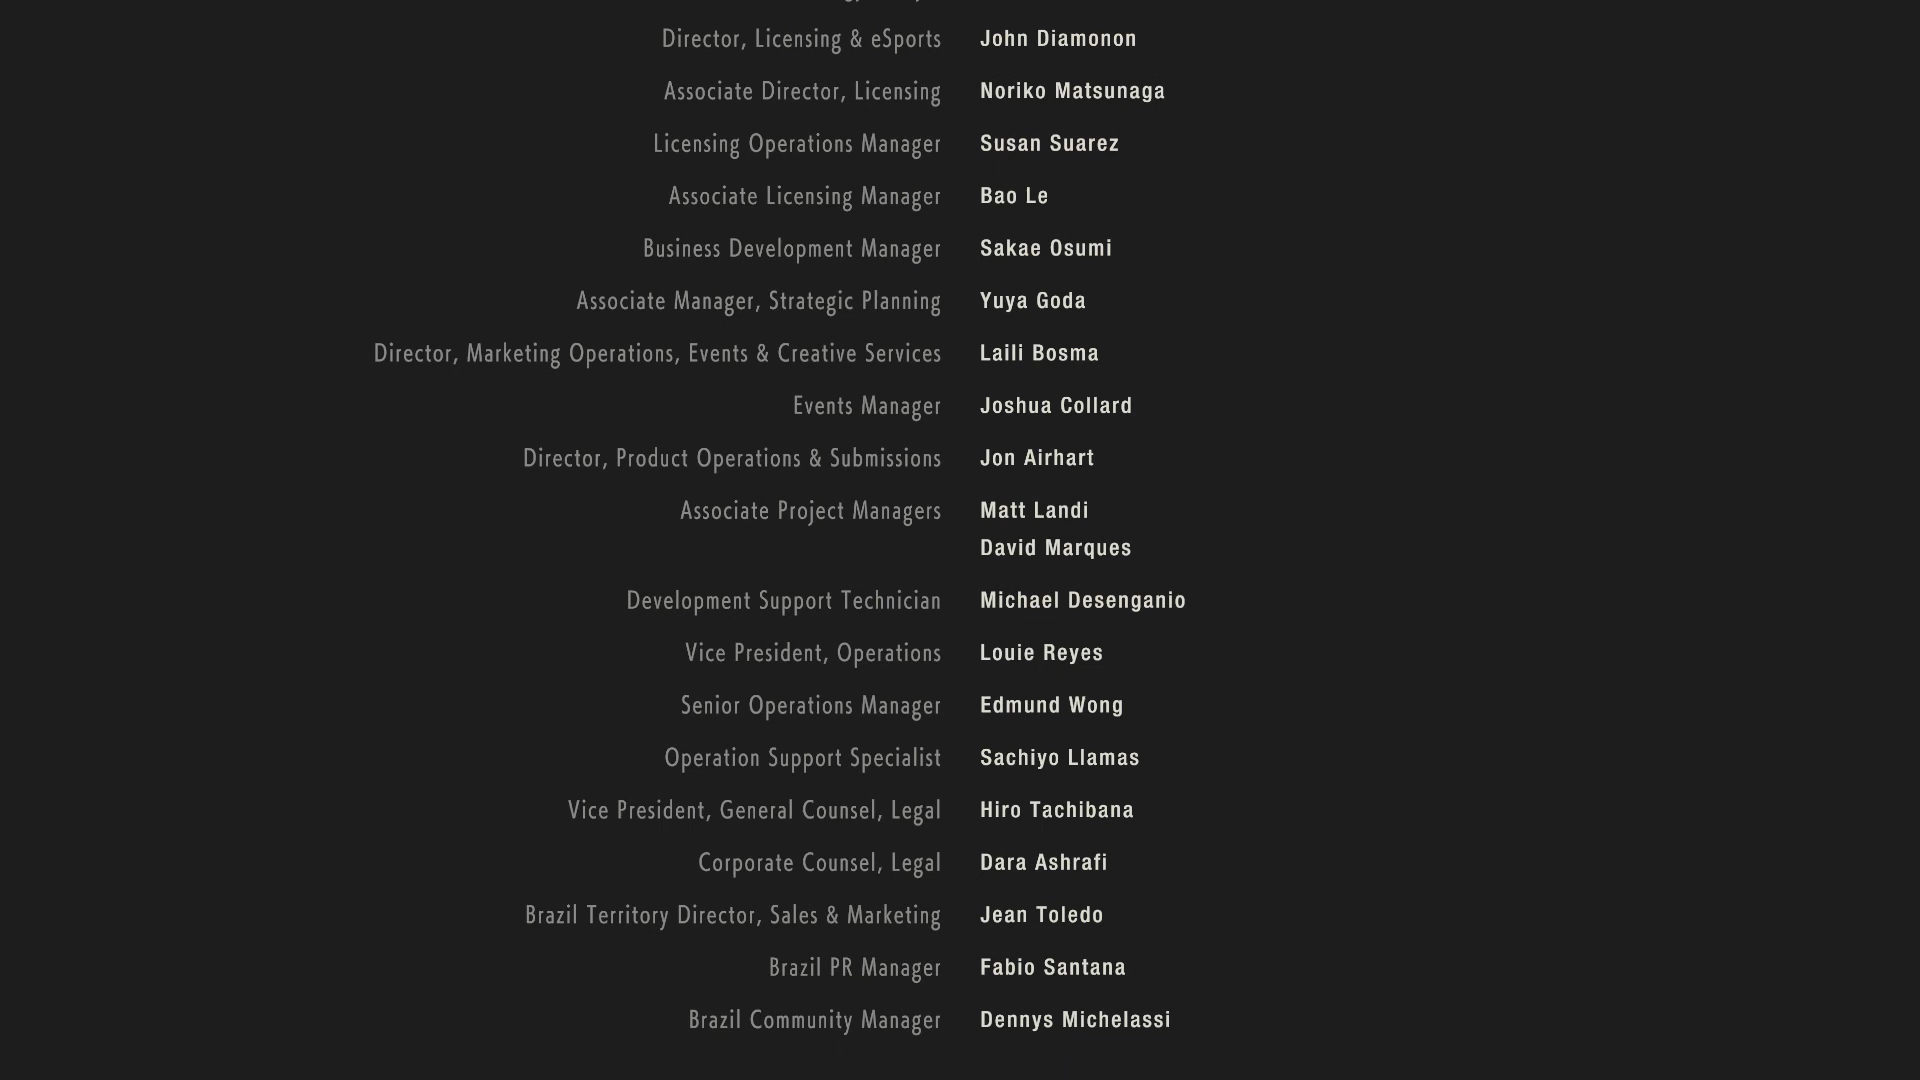 Director, Licensing & eSports John Diamonon
Associate Director, Licensing Noriko Matsunaga
Licensing Operations Manager Susan Suarez
Associate Licensing Manager Bao Le
Business Development Manager Sakae Osumi
Associate Manager, Strategic Planning Yuya Goda
Director, Marketing Operations, Events & Creative Services Laili Bosma
Events Manager Joshua Collard
Director, Product Operations & Submissions Jon Airhart
Associate Project Managers Matt Landi
David Marques
Development Support Technician Michael Desenganio
Vice President, Operations Louie Reyes
Senior Operations Manager Edmund Wong
Operation Support Specialist Sachiyo Llamas
Vice President, General Counsel, Legal Hiro Tachibana
Corporate Counsel, Legal Dara Ashrafi
Brazil Territory Director, Sales & Marketing Jean Toledo
Brazil PR Manager Fabio Santana
Brazil Community Manager Dennys Michelassi